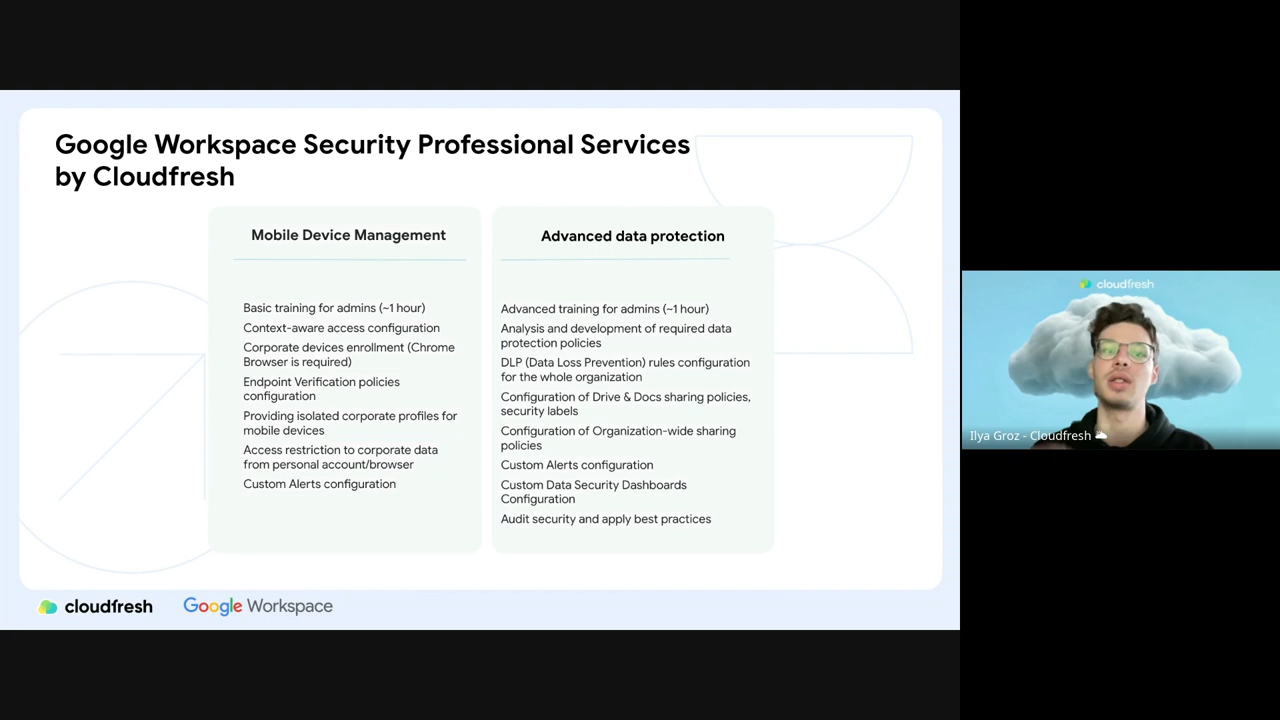 Google Workspace Security Professional Services
by Cloudfresh
Mobile Device Management
Basic training for admins (~1 hour)
Context-aware access configuration
Corporate devices enrollment (Chrome
Browser is required)
Endpoint Verification policies
configuration
Providing isolated corporate profiles for
mobile devices
Access restriction to corporate data
from personal account/browser
Custom Alerts configuration
Advanced data protection
Advanced training for admins (~1 hour)
Analysis and development of required data
protection policies
DLP (Data Loss Prevention) rules configuration
for the whole organization
Configuration of Drive & Docs sharing policies,
security labels
Configuration of Organization-wide sharing
policies
Custom Alerts configuration
Custom Data Security Dashboards
Configuration
Audit security and apply best practices
cloudfresh
Google Workspace
cloudfresh
Ilya Groz - Cloudfresh 🌥